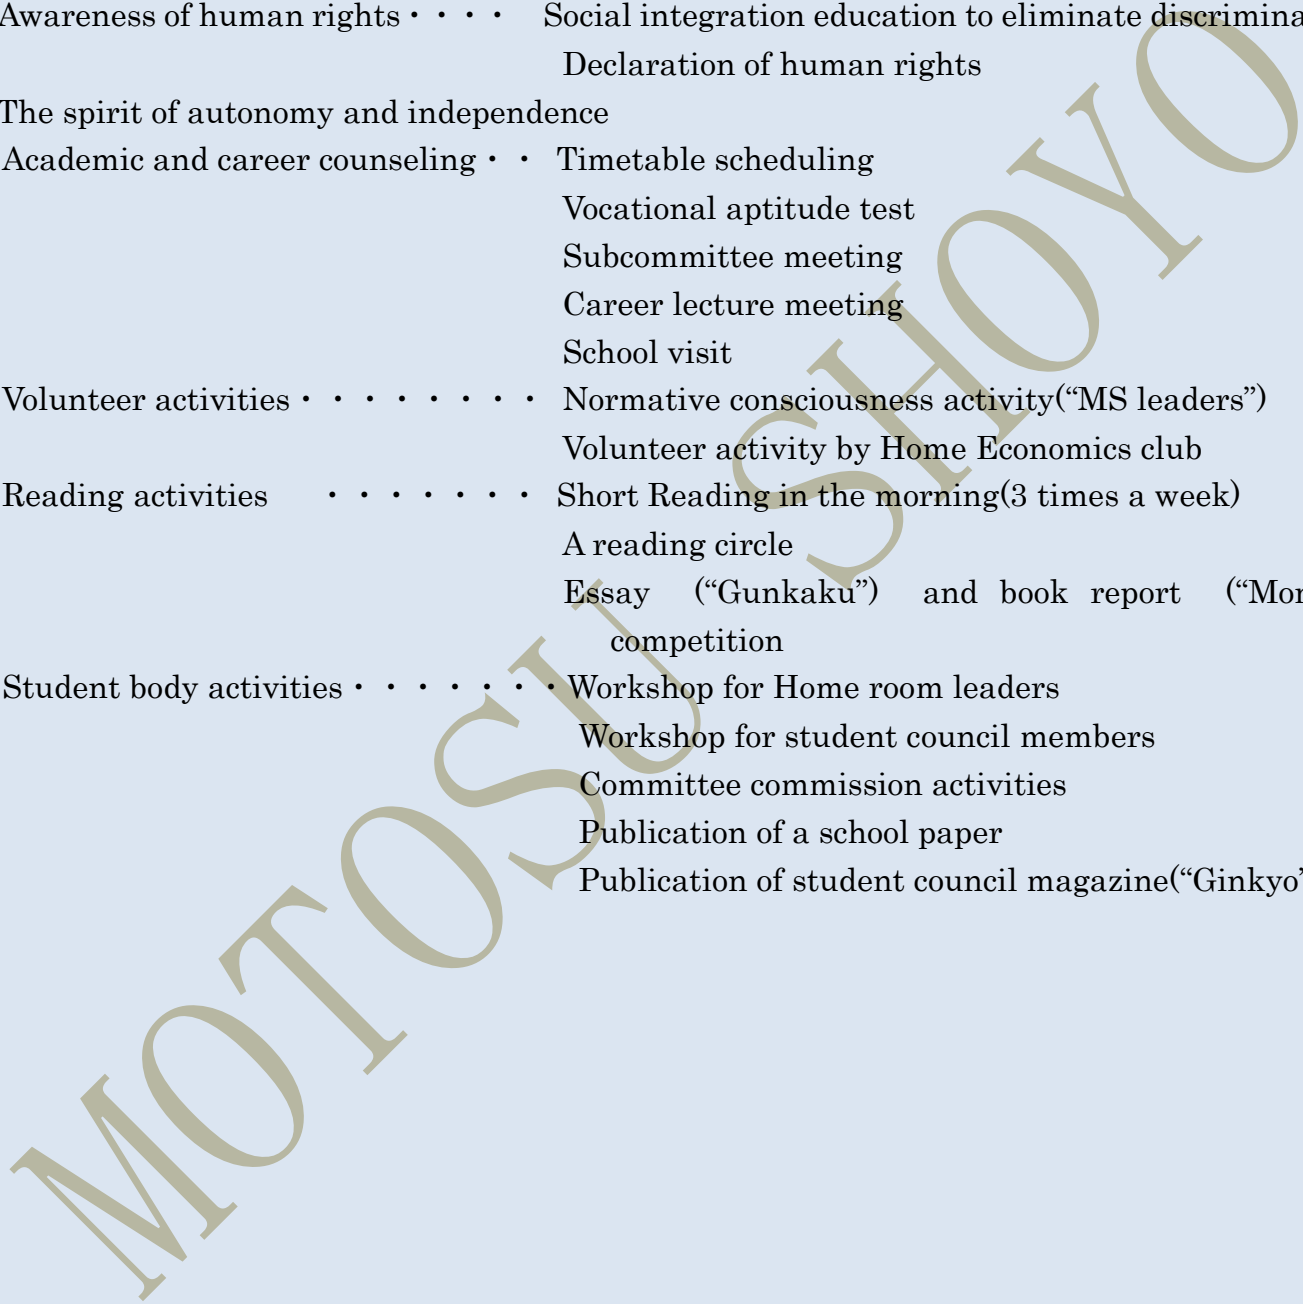 Awareness of human rights・・・・ Social integration education to eliminate
Declaration of human rights
The spirit of autonomy and independence
Academic and career counseling・・ Timetable scheduling
Vocational aptitude test
Subcommittee meeting
Career lecture meeting
School visit
Volunteer activities・・・・・・・・ Normative consciousness activity(“MS leaders”)
Volunteer activity by Home Economics club
Reading activities ・・・・・・・ Short Reading in the morning(3 times a week)
A reading circle
Essay (“Gunkaku”) and book report
competition
Student body activities・・・・・・・Workshop for Home room leaders
Workshop for student council members
Committee commission activities
Publication of a school paper
Publication of student council magazine(“Ginkyo”
MOTOSU SHOYO